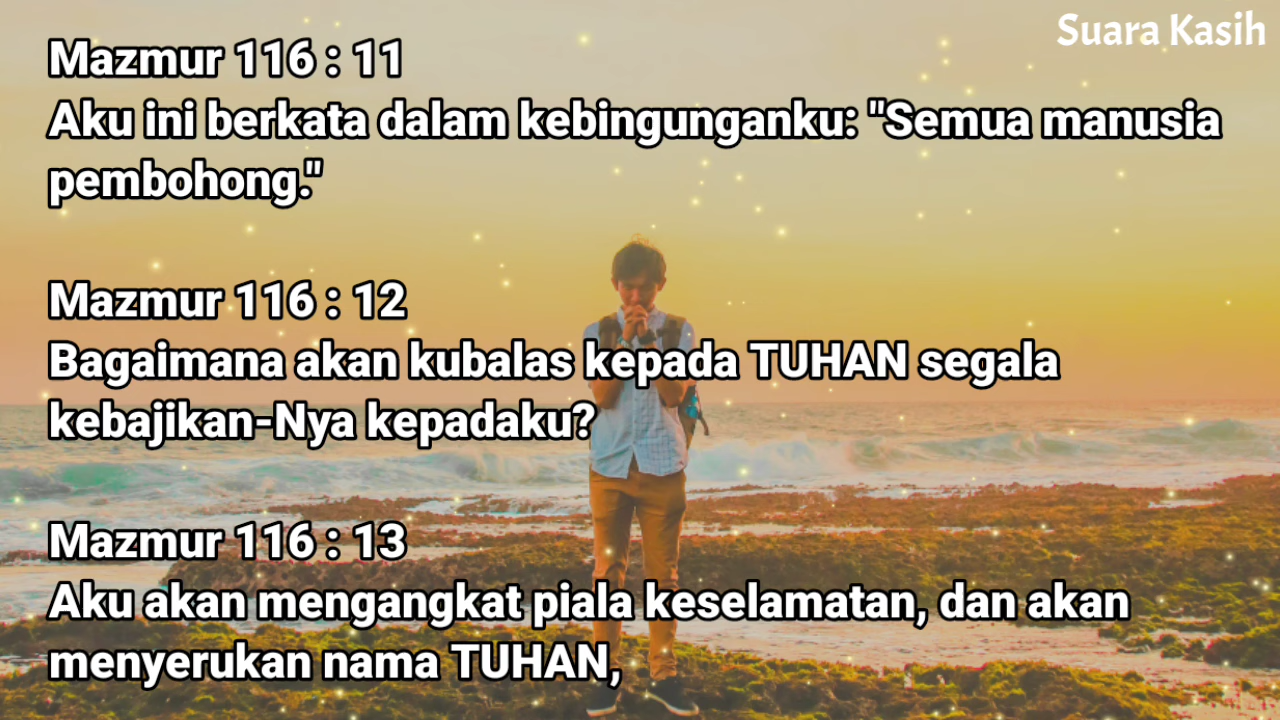 Suara Kasih
Mazmur 116 : 11
Aku ini berkata dalam kebingunganku: "Semua manusia
pembohong."
Mazmur 116 : 12
Bagaimana akan kubalas kepada TUHAN segala
kebajikan-Nya kepadaku?
Mazmur 116 : 13
Aku akan mengangkat piala keselamatan, dan akan
menyerukan nama TUHAN,